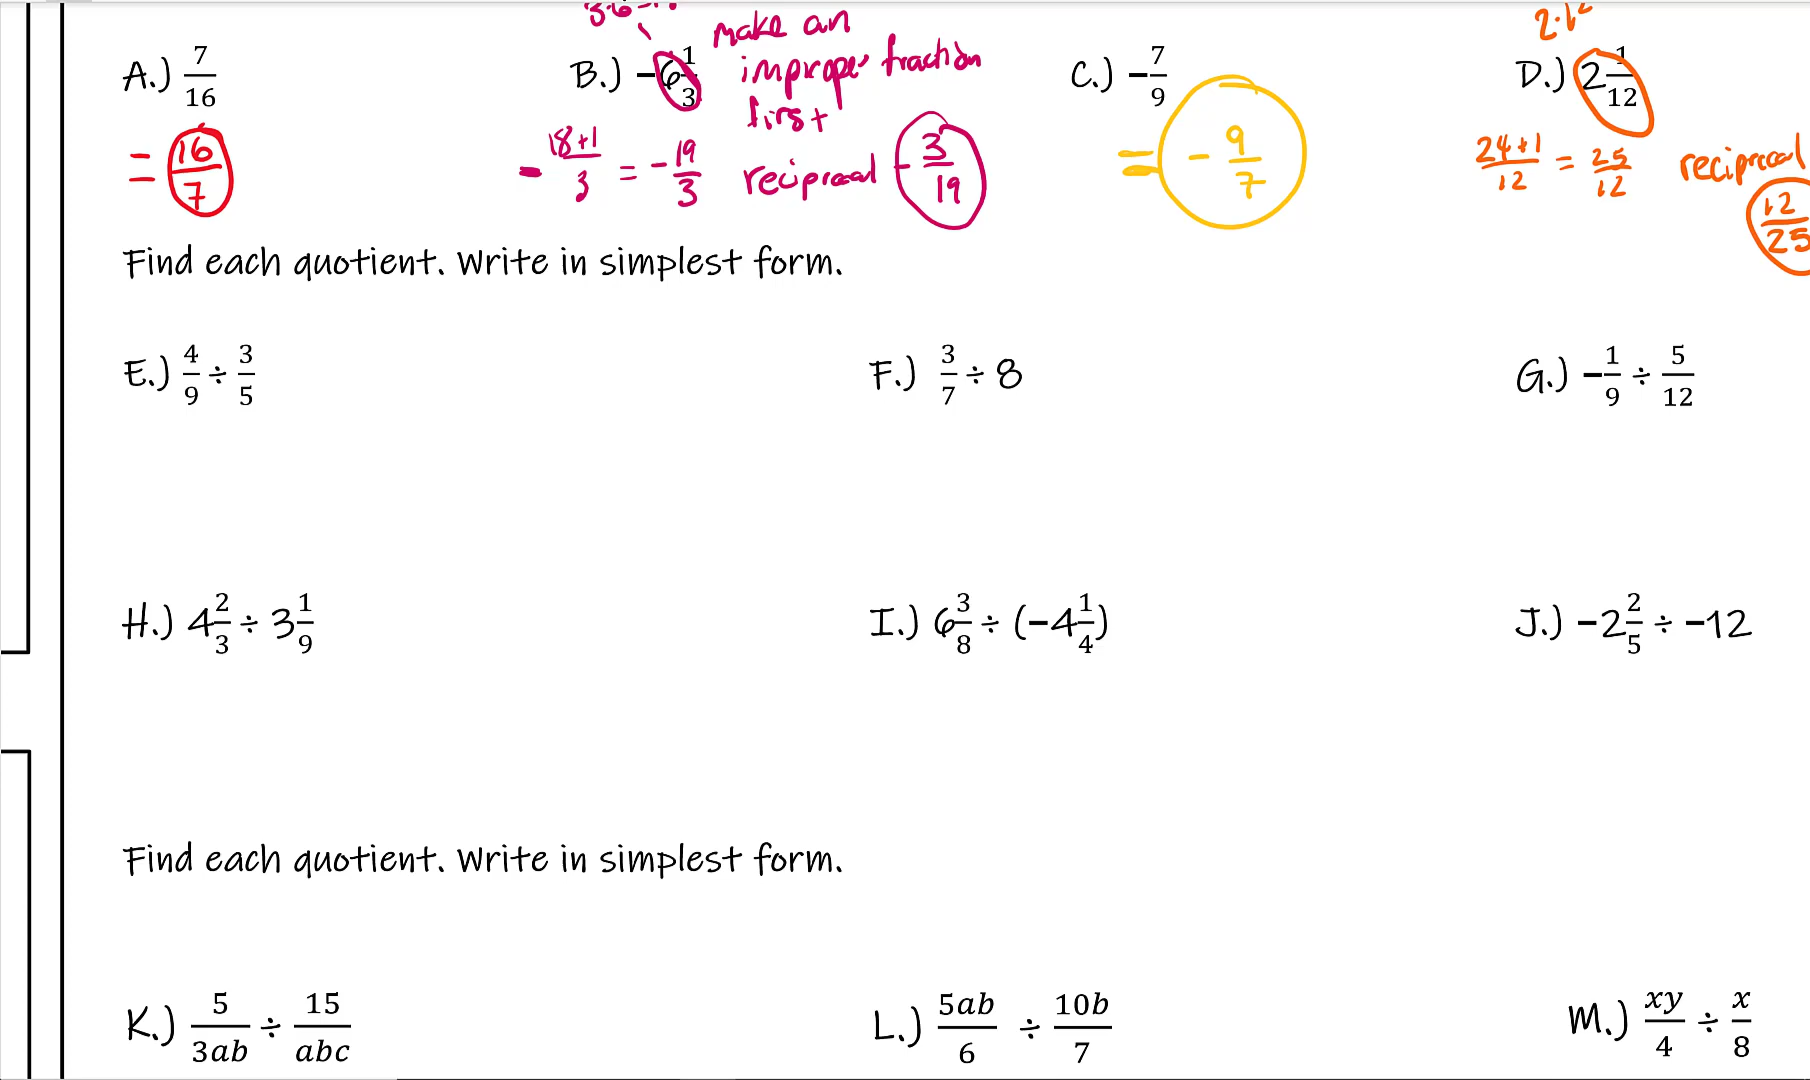 make an
A.) 7/16 B.) -6 1/3 improper fraction C.) -7/9 D.) 2 1/12
first
= 16/7 = 18+1/3 = -19/3 reciprocal -3/19 = -9/7 24+1/12 = 25/12 reciprocal
12/25
Find each quotient. Write in simplest form.
E.) 4/9 ÷ 3/5 F.) 3/7 ÷ 8 G.) -1/9 ÷ 5/12
H.) 4 2/3 ÷ 3 1/9 I.) 6 3/8 ÷ (-4 1/4) J.) -2 2/5 ÷ -12
Find each quotient. Write in simplest form.
K.) 5/3ab ÷ 15/abc L.) 5ab/6 ÷ 10b/7 M.) xy/4 ÷ x/8